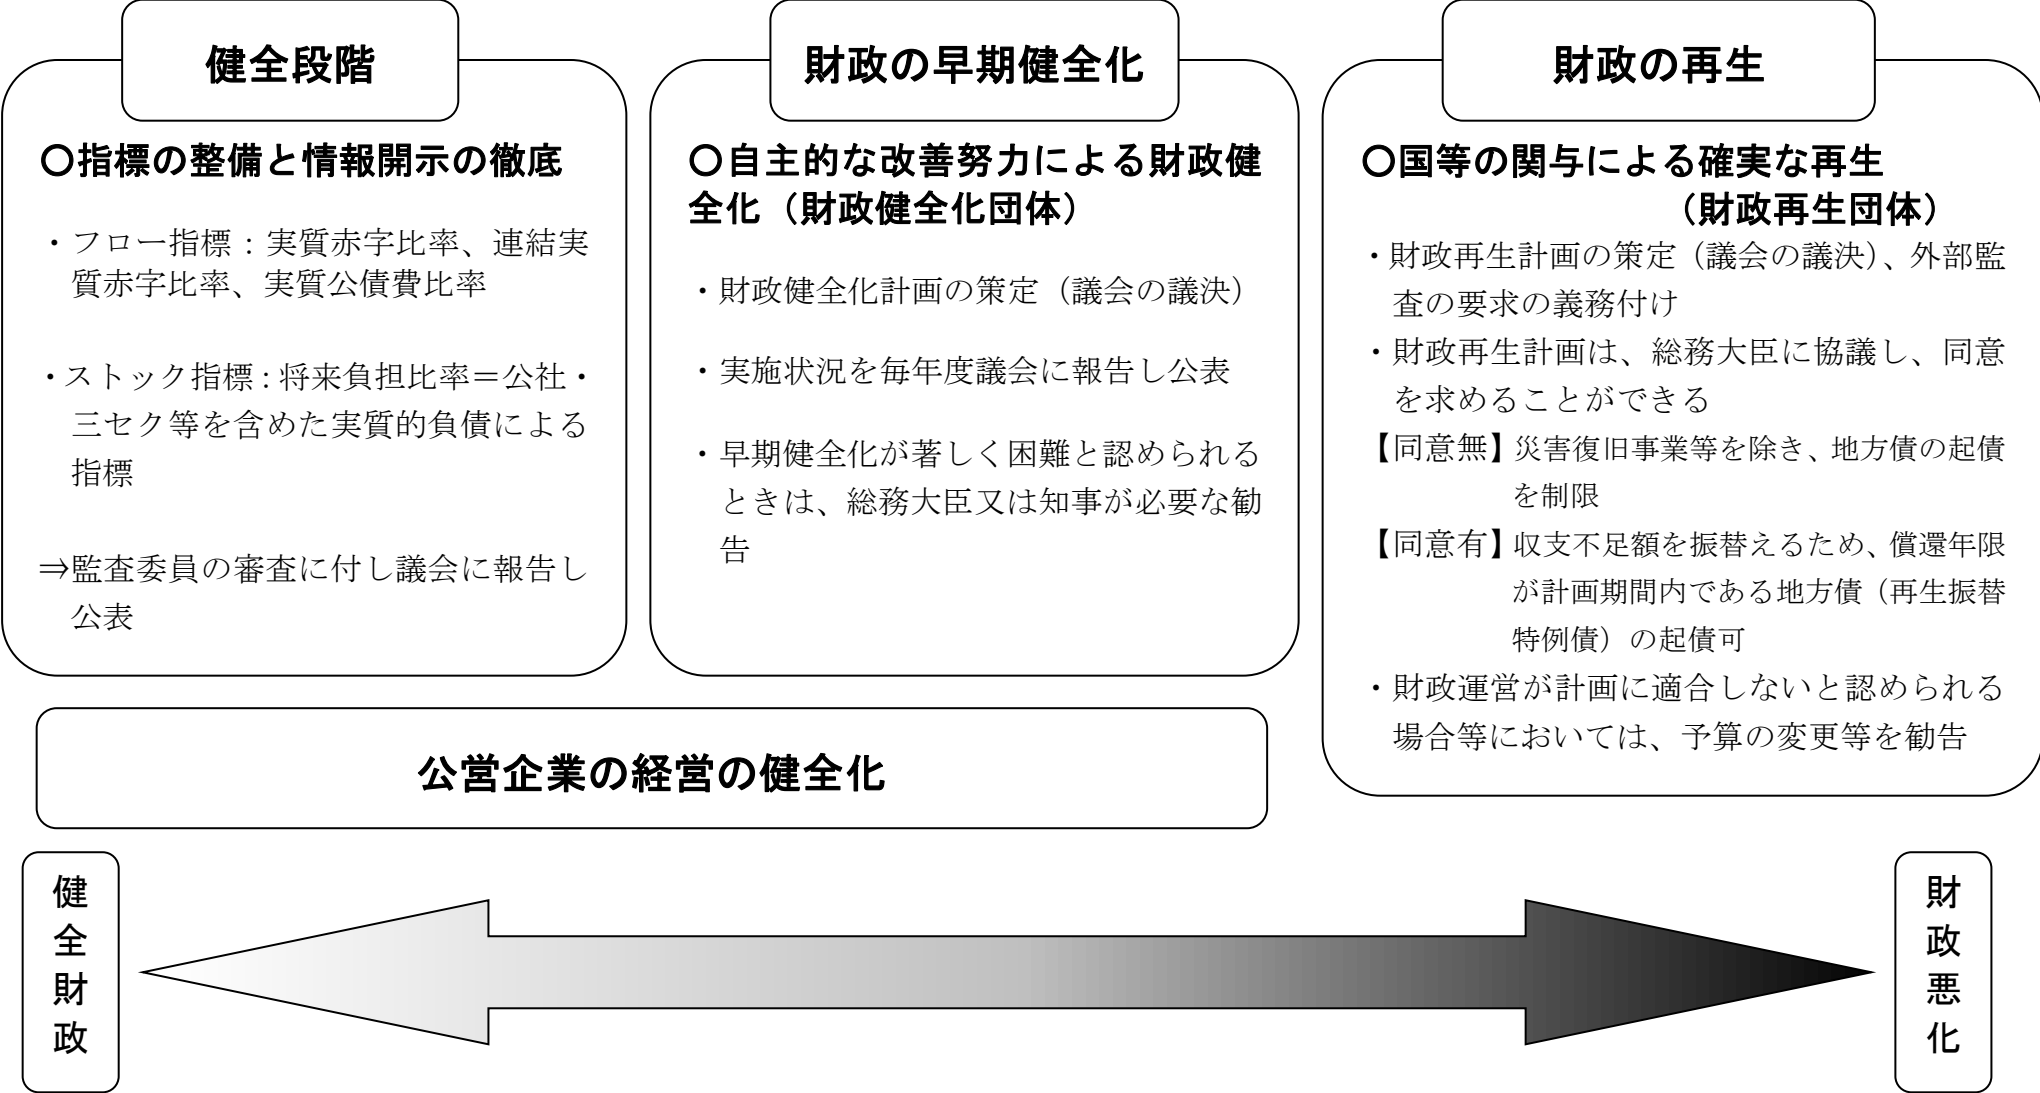 健全段階
〇指標の整備と情報開示の徹底
・フロー指標：実質赤字比率、連結実
質赤字比率、実質公債費比率
・ストック指標：将来負担比率＝公社・
三セク等を含めた実質的負債による
指標
⇒監査委員の審査に付し議会に報告し
公表
財政の早期健全化
〇自主的な改善努力による財政健
全化（財政健全化団体）
・財政健全化計画の策定（議会の議決）
・実施状況を毎年度議会に報告し公表
・早期健全化が著しく困難と認められる
ときは、総務大臣又は知事が必要な勧
告
財政の再生
〇国等の関与による確実な再生
（財政再生団体）
・財政再生計画の策定（議会の議決）、外部監
査の要求の義務付け
・財政再生計画は、総務大臣に協議し、同意
を求めることができる
【同意無】災害復旧事業等を除き、地方債の起債
を制限
【同意有】収支不足額を振替えるため、償還年限
が計画期間内である地方債（再生振替
特例債）の起債可
・財政運営が計画に適合しないと認められる
場合等においては、予算の変更等を勧告
公営企業の経営の健全化
健全財政
財政悪化